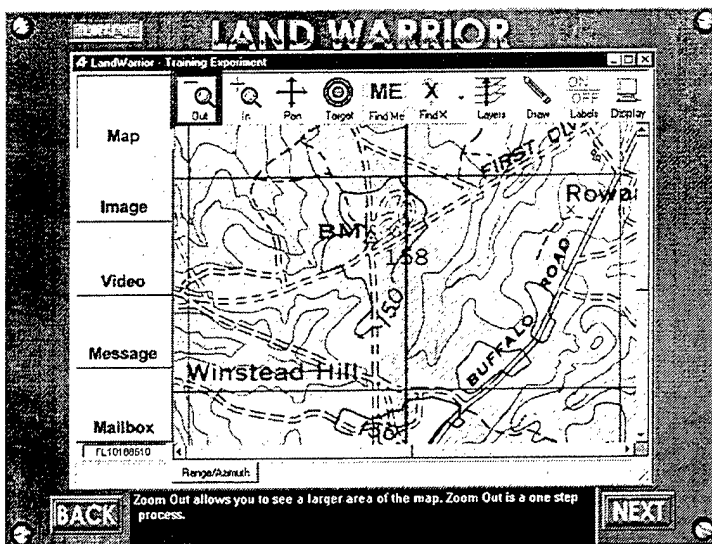 LAND WARRIOR
LandWarrior - Training Experiment
Out In Pan Target Find Me Find X Layers Draw Labels Display
ME X ON
OFF
Map
Image
Video
Message
Mailbox
FIRST DIV
Rowa
BM
158
150
BUFFALO ROAD
Winstead Hill
Range/Azimuth
BACK
Zoom Out allows you to see a larger area of the map. Zoom Out is a one step
process.
NEXT